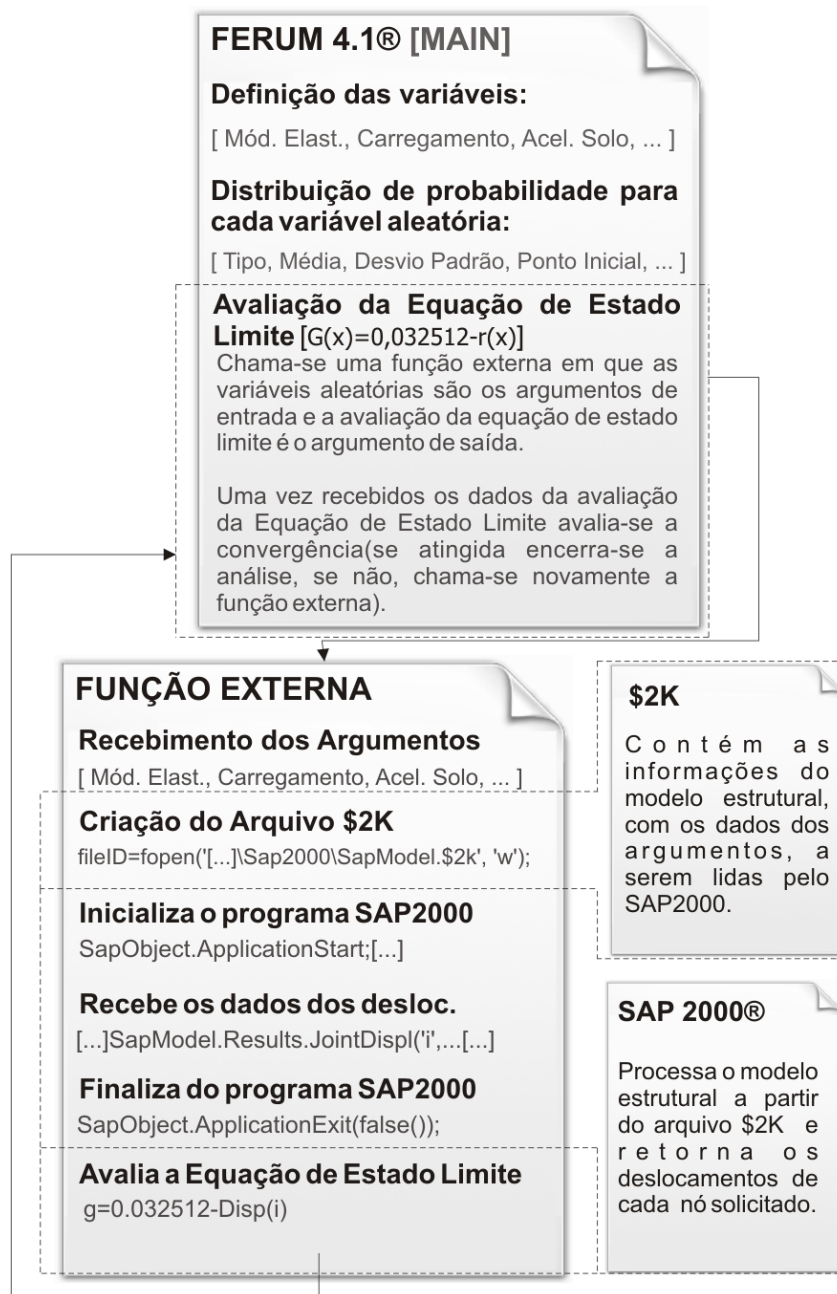 FERUM 4.1® [MAIN]
Definição das variáveis:
[ Mód. Elast., Carregamento, Acel. Solo, ... ]
Distribuição de probabilidade para
cada variável aleatória:
[ Tipo, Média, Desvio Padrão, Ponto Inicial, ... ]
Avaliação da Equação de Estado
Limite [G(x)=0,032512-r(x)]
Chama-se uma função externa em que as
variáveis aleatórias são os argumentos de
entrada e a avaliação da equação de estado
limite é o argumento de saída.
Uma vez recebidos os dados da avaliação
da Equação de Estado Limite avalia-se a
convergência(se atingida encerra-se a
análise, se não, chama-se novamente a
função externa).
FUNÇÃO EXTERNA
Recebimento dos Argumentos
[ Mód. Elast., Carregamento, Acel. Solo, ... ]
Criação do Arquivo $2K
fileID=fopen('[...]\Sap2000\SapModel.$2k', 'w');
Inicializa o programa SAP2000
SapObject.ApplicationStart;[...]
Recebe os dados dos desloc.
[...]SapModel.Results.JointDispl('i',...[...]
Finaliza do programa SAP2000
SapObject.ApplicationExit(false());
Avalia a Equação de Estado Limite
g=0.032512-Disp(i)
$2K
Contém as
informações do
modelo estrutural,
com os dados dos
argumentos, a
serem lidas pelo
SAP2000.
SAP 2000®
Processa o modelo
estrutural a partir
do arquivo $2K e
retorna os
deslocamentos de
cada nó solicitado.